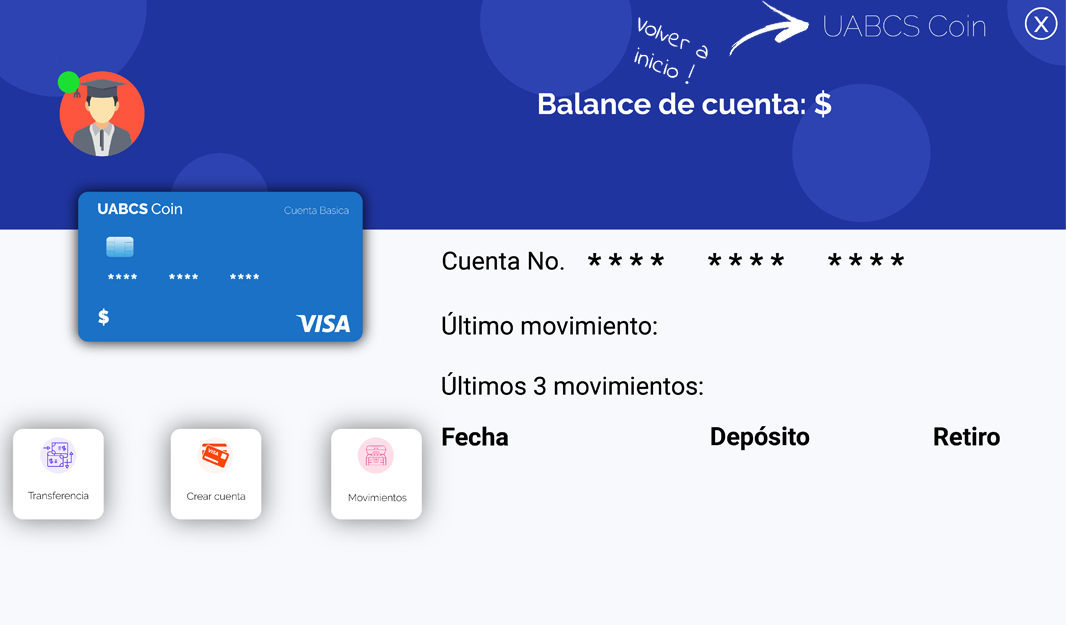 volver a
inicio !
UABCS Coin
X
Balance de cuenta: $
UABCS Coin
Cuenta Basica
**** **** ****
$
VISA
Cuenta No. **** **** ****
Último movimiento:
Últimos 3 movimientos:
Fecha Depósito Retiro
Transferencia
Crear cuenta
Movimientos